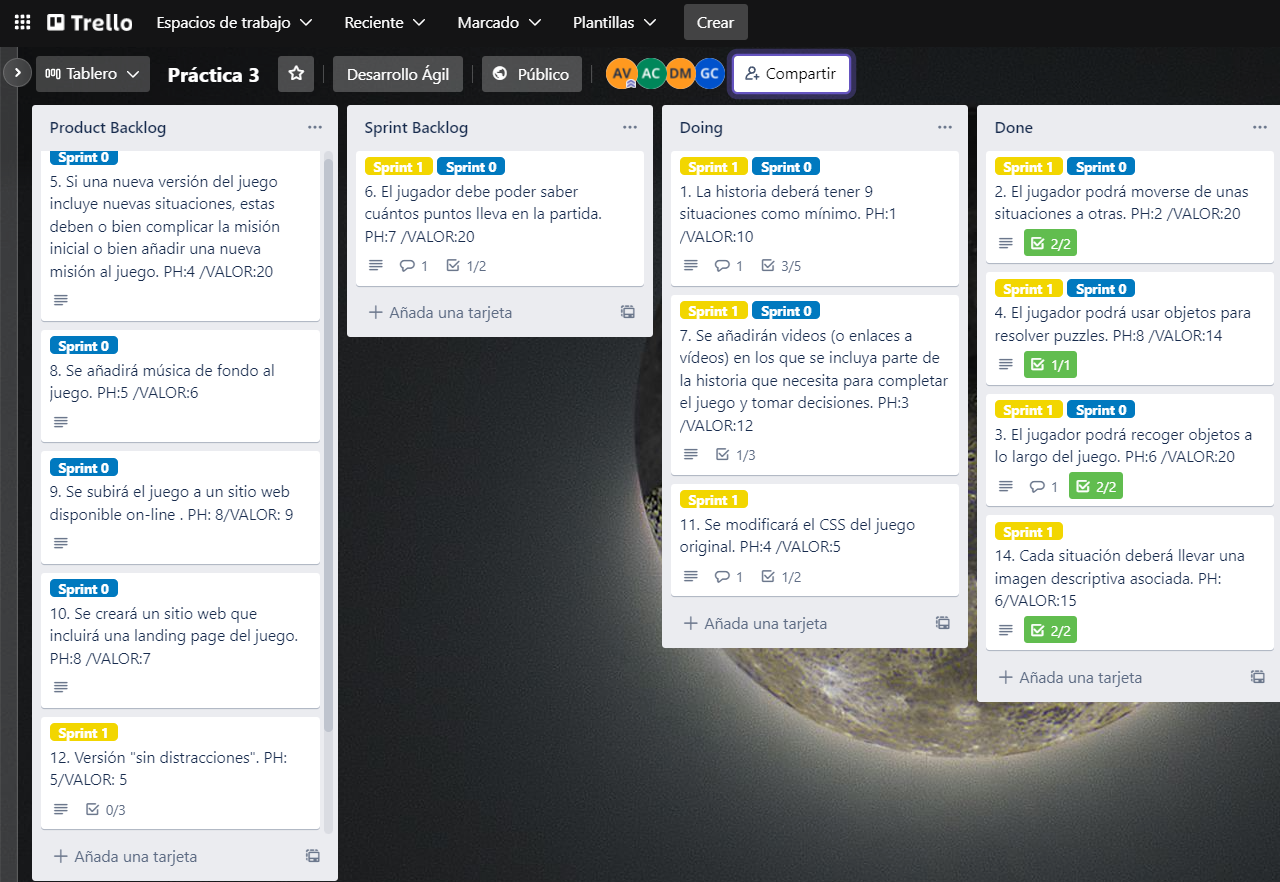 Trello
Espacios de trabajo
Reciente
Marcado
Plantillas
Crear
Tablero
Práctica 3
Desarrollo Ágil
Público
AV
AC
DM
GC
Compartir
Product Backlog
Sprint 0
5. Si una nueva versión del juego
incluye nuevas situaciones, estas
deben o bien complicar la misión
inicial o bien añadir una nueva
misión al juego. PH:4 /VALOR:20
Sprint 0
8. Se añadirá música de fondo al
juego. PH:5 /VALOR:6
Sprint 0
9. Se subirá el juego a un sitio web
disponible on-line . PH: 8/VALOR: 9
Sprint 0
10. Se creará un sitio web que
incluirá una landing page del juego.
PH:8 /VALOR:7
Sprint 1
12. Versión "sin distracciones". PH:
5/VALOR: 5
0/3
Añada una tarjeta
Sprint Backlog
Sprint 1 Sprint 0
6. El jugador debe poder saber
cuántos puntos lleva en la partida.
PH:7 /VALOR:20
1 1/2
Añada una tarjeta
Doing
Sprint 1 Sprint 0
1. La historia deberá tener 9
situaciones como mínimo. PH:1
/VALOR:10
1 3/5
Sprint 1 Sprint 0
7. Se añadirán videos (o enlaces a
vídeos) en los que se incluya parte de
la historia que necesita para completar
el juego y tomar decisiones. PH:3
/VALOR:12
1/3
Sprint 1
11. Se modificará el CSS del juego
original. PH:4 /VALOR:5
1 1/2
Añada una tarjeta
Done
Sprint 1 Sprint 0
2. El jugador podrá moverse de unas
situaciones a otras. PH:2 /VALOR:20
2/2
Sprint 1 Sprint 0
4. El jugador podrá usar objetos para
resolver puzzles. PH:8 /VALOR:14
1/1
Sprint 1 Sprint 0
3. El jugador podrá recoger objetos a
lo largo del juego. PH:6 /VALOR:20
1 2/2
Sprint 1
14. Cada situación deberá llevar una
imagen descriptiva asociada. PH:
6/VALOR:15
2/2
Añada una tarjeta